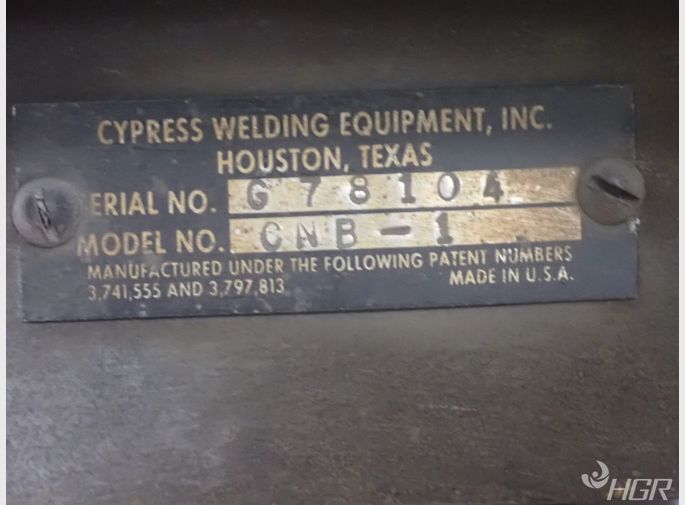 CYPRESS WELDING EQUIPMENT, INC.
HOUSTON, TEXAS
ERIAL NO. G78104
MODEL NO. CNB-1
MANUFACTURED UNDER THE FOLLOWING PATENT NUMBERS
3,741,555 AND 3,797,813 MADE IN U.S.A.
HGR